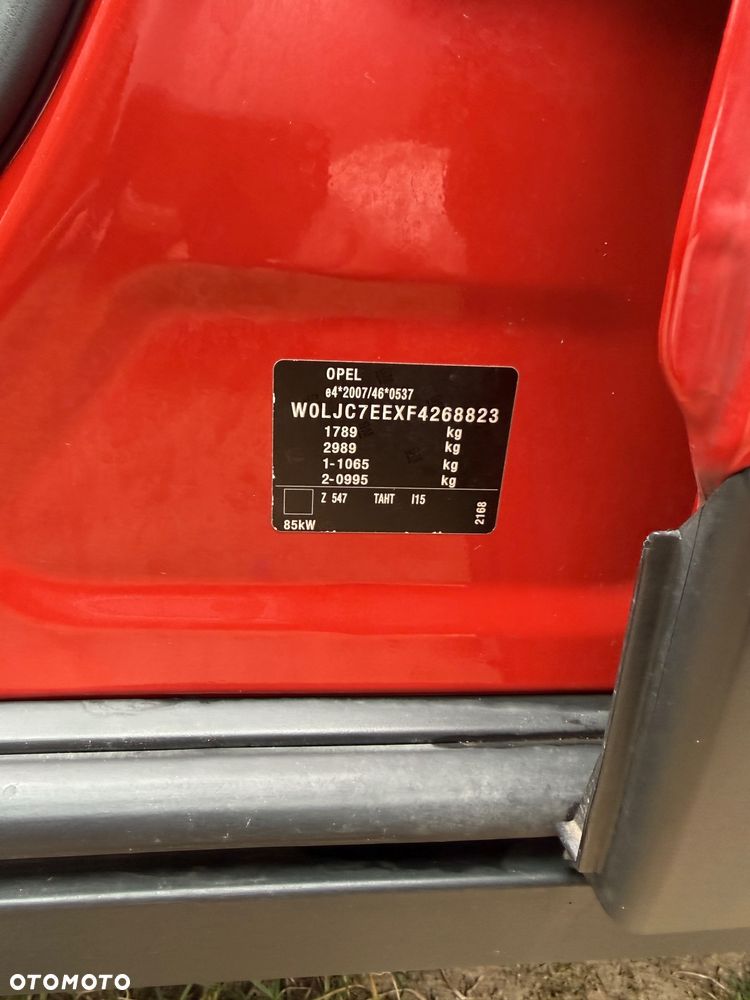 OPEL
e4*2007/46*0537
W0LJC7EEXF4268823
1789 kg
2989 kg
1-1065 kg
2-0995 kg
Z 547 TAHT I15
85kW
2168
OTOMOTO